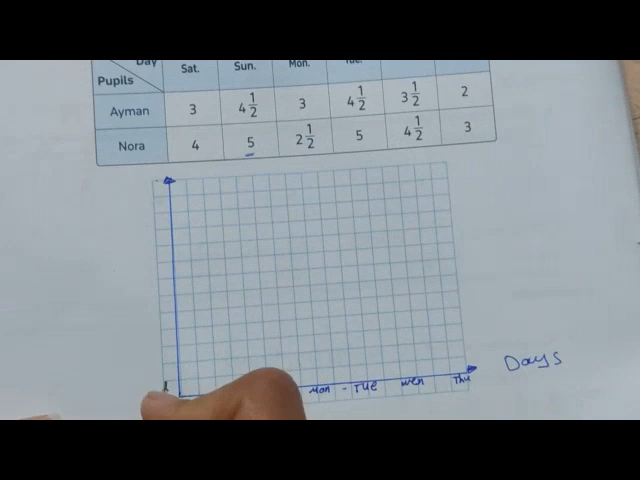 Day Sat. Sun. Mon. Tue.
Pupils
Ayman 3 4 1/2 3 4 1/2 3 1/2 2
Nora 4 5 2 1/2 5 4 1/2 3
Days
Mon - Tue Wen Thu